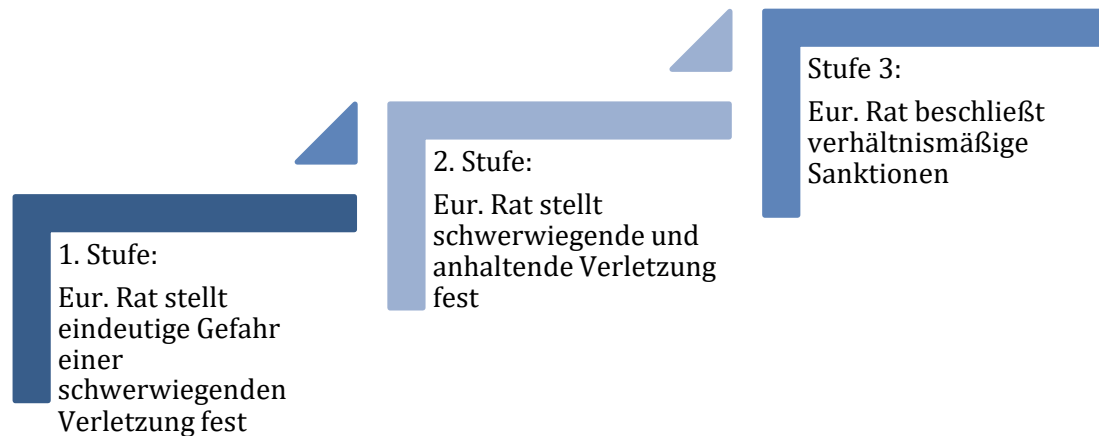 1. Stufe:
Eur. Rat stellt
eindeutige Gefahr
einer
schwerwiegenden
Verletzung fest
2. Stufe:
Eur. Rat stellt
schwerwiegende und
anhaltende Verletzung
fest
Stufe 3:
Eur. Rat beschließt
verhältnismäßige
Sanktionen